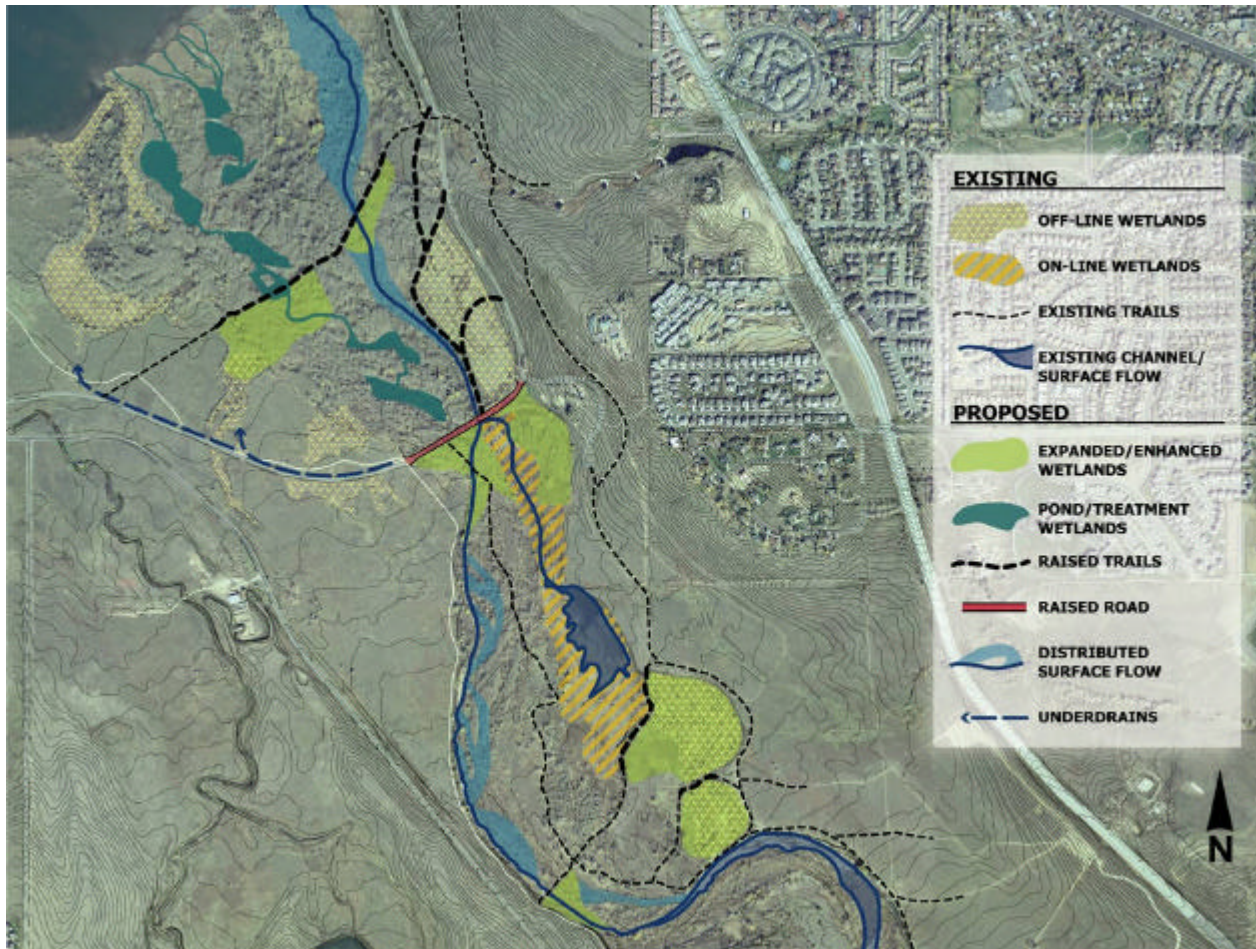 EXISTING
OFF-LINE WETLANDS
ON-LINE WETLANDS
EXISTING TRAILS
EXISTING CHANNEL/
SURFACE FLOW
PROPOSED
EXPANDED/ENHANCED
WETLANDS
POND/TREATMENT
WETLANDS
RAISED TRAILS
RAISED ROAD
DISTRIBUTED
SURFACE FLOW
UNDERDRAINS
N